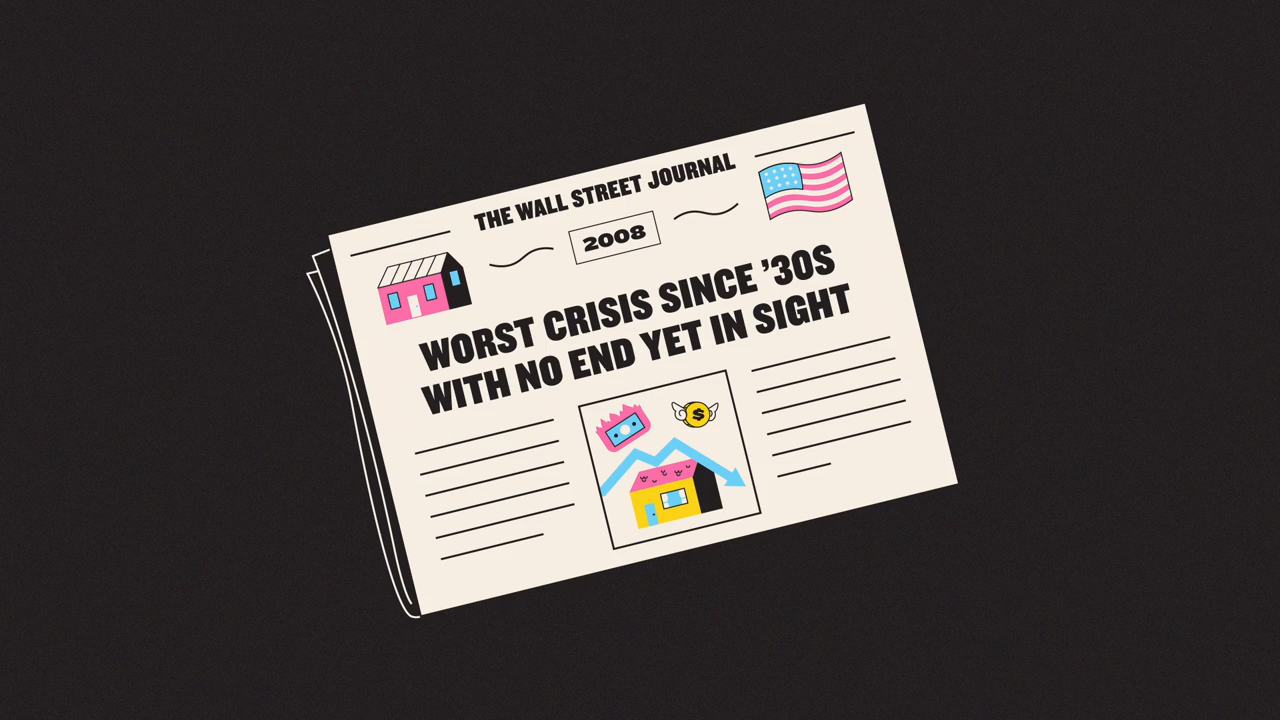 THE WALL STREET JOURNAL
2008
WORST CRISIS SINCE ’30S
WITH NO END YET IN SIGHT
$